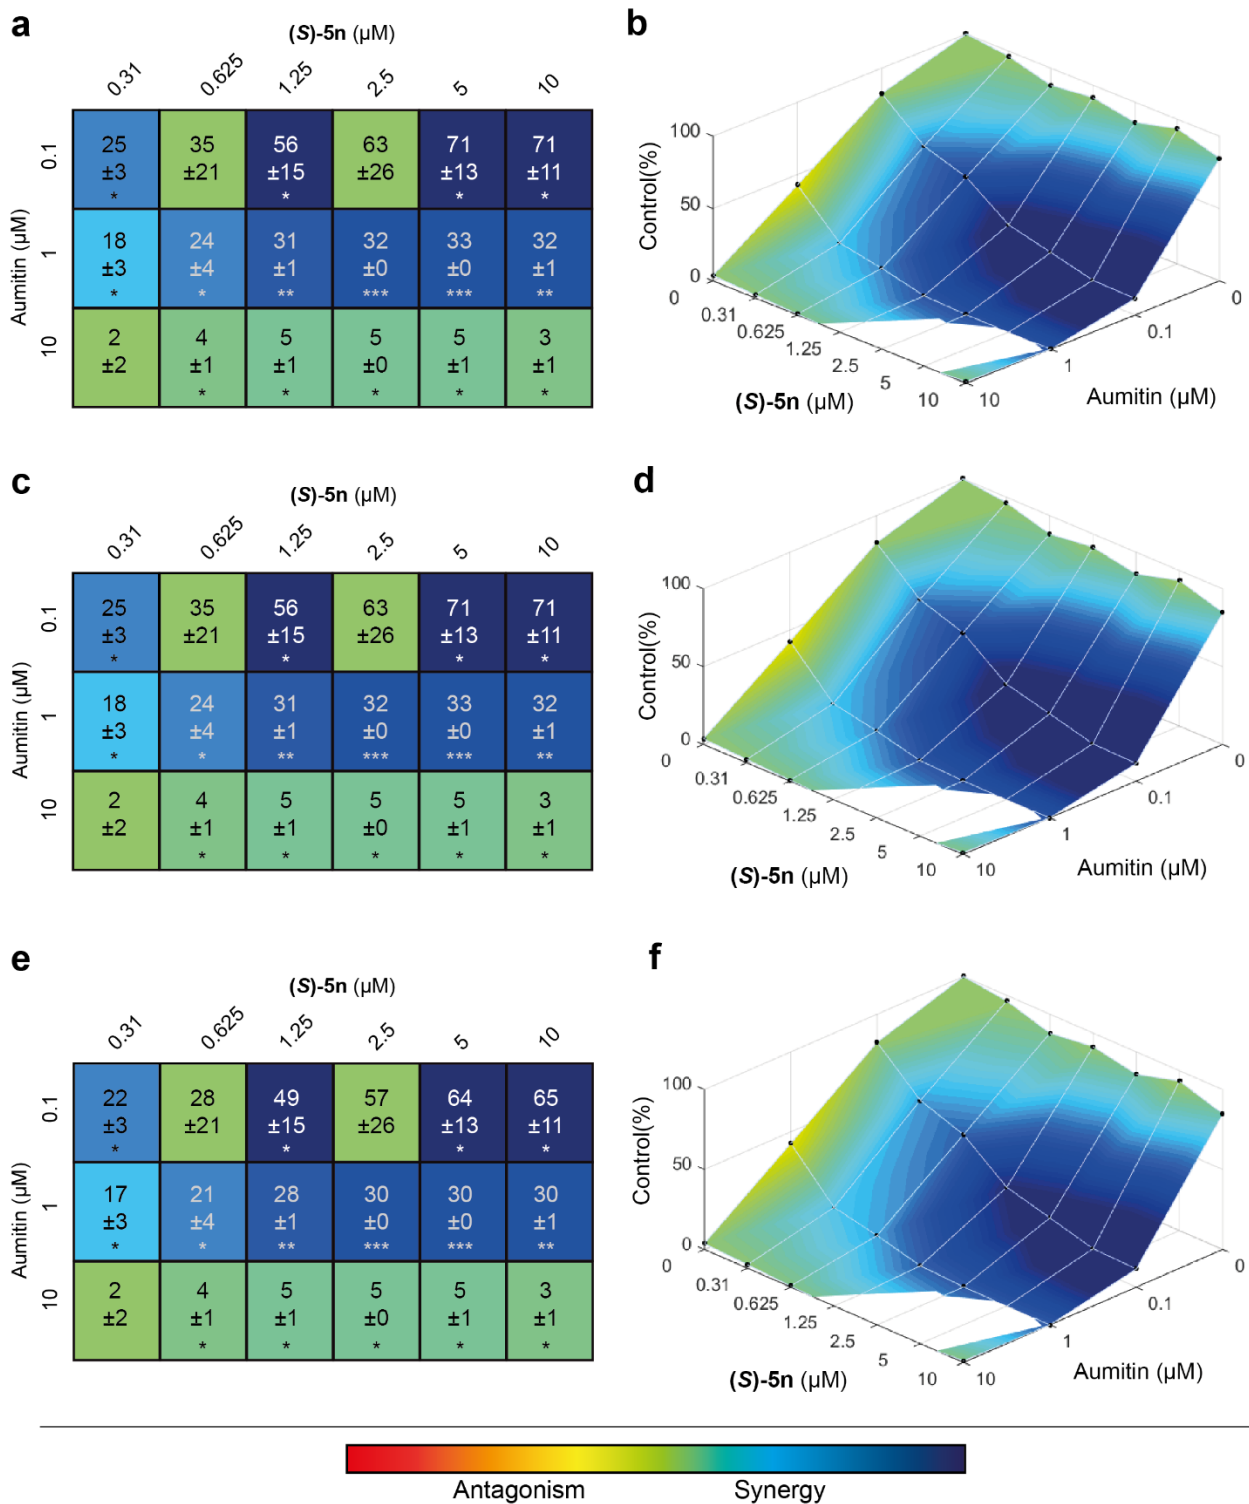 a
(S)-5n (µM)
0.31 0.625 1.25 2.5 5 10
Aumitin (µM)
0.1
25 35 56 63 71 71
±3 ±21 ±15 ±26 ±13 ±11
* * * *
1
18 24 31 32 33 32
±3 ±4 ±1 ±0 ±0 ±1
* * ** *** *** **
10
2 4 5 5 5 3
±2 ±1 ±1 ±0 ±1 ±1
* * * * *
b
Control(%)
100
50
0
0 0.31 0.625 1.25 2.5 5 10
(S)-5n (µM)
10 1 0.1 0
Aumitin (µM)
c
(S)-5n (µM)
0.31 0.625 1.25 2.5 5 10
Aumitin (µM)
0.1
25 35 56 63 71 71
±3 ±21 ±15 ±26 ±13 ±11
* * * *
1
18 24 31 32 33 32
±3 ±4 ±1 ±0 ±0 ±1
* * ** *** *** **
10
2 4 5 5 5 3
±2 ±1 ±1 ±0 ±1 ±1
* * * * *
d
Control(%)
100
50
0
0 0.31 0.625 1.25 2.5 5 10
(S)-5n (µM)
10 1 0.1 0
Aumitin (µM)
e
(S)-5n (µM)
0.31 0.625 1.25 2.5 5 10
Aumitin (µM)
0.1
22 28 49 57 64 65
±3 ±21 ±15 ±26 ±13 ±11
* * * *
1
17 21 28 30 30 30
±3 ±4 ±1 ±0 ±0 ±1
* * ** *** *** **
10
2 4 5 5 5 3
±2 ±1 ±1 ±0 ±1 ±1
* * * * *
f
Control(%)
100
50
0
0 0.31 0.625 1.25 2.5 5 10
(S)-5n (µM)
10 1 0.1 0
Aumitin (µM)
Antagonism Synergy